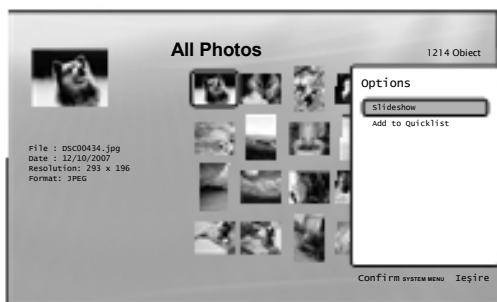 All Photos
1214 Object
Options
Slideshow
Add to Quicklist
File : DSC00434.jpg
Date : 12/10/2007
Resolution: 293 x 196
Format: JPEG
Confirm SYSTEM MENU Ieşire